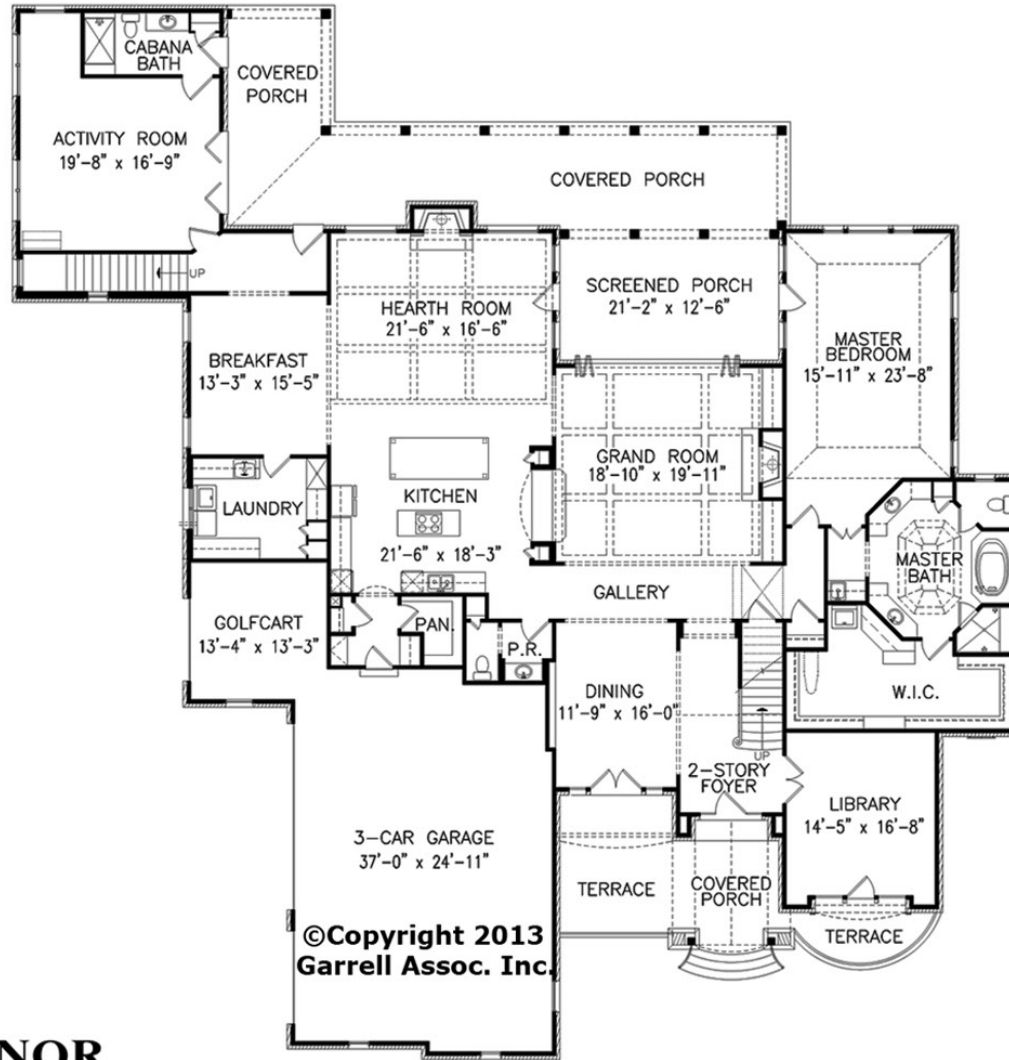 CABANA
BATH
COVERED
PORCH
ACTIVITY ROOM
19'-8" x 16'-9"
COVERED PORCH
UP
HEARTH ROOM
21'-6" x 16'-6"
SCREENED PORCH
21'-2" x 12'-6"
MASTER
BEDROOM
15'-11" x 23'-8"
BREAKFAST
13'-3" x 15'-5"
GRAND ROOM
18'-10" x 19'-11"
LAUNDRY
KITCHEN
21'-6" x 18'-3"
MASTER
BATH
GALLERY
GOLFCART
13'-4" x 13'-3"
PAN.
P.R.
DINING
11'-9" x 16'-0"
W.I.C.
UP
2-STORY
FOYER
LIBRARY
14'-5" x 16'-8"
3-CAR GARAGE
37'-0" x 24'-11"
TERRACE
COVERED
PORCH
TERRACE
©Copyright 2013
Garrell Assoc. Inc.
NOR